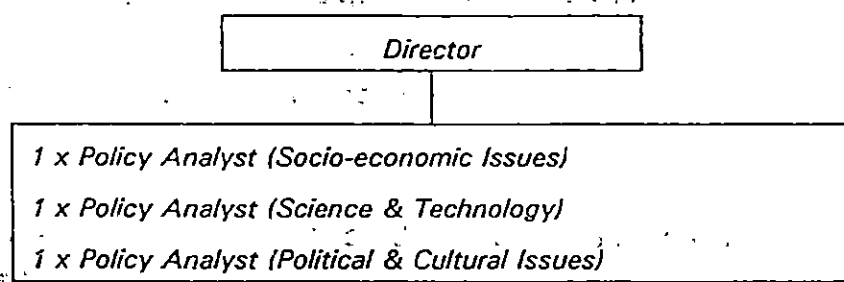 Director
1 x Policy Analyst (Socio-economic Issues)
1 x Policy Analyst (Science & Technology)
1 x Policy Analyst (Political & Cultural Issues)